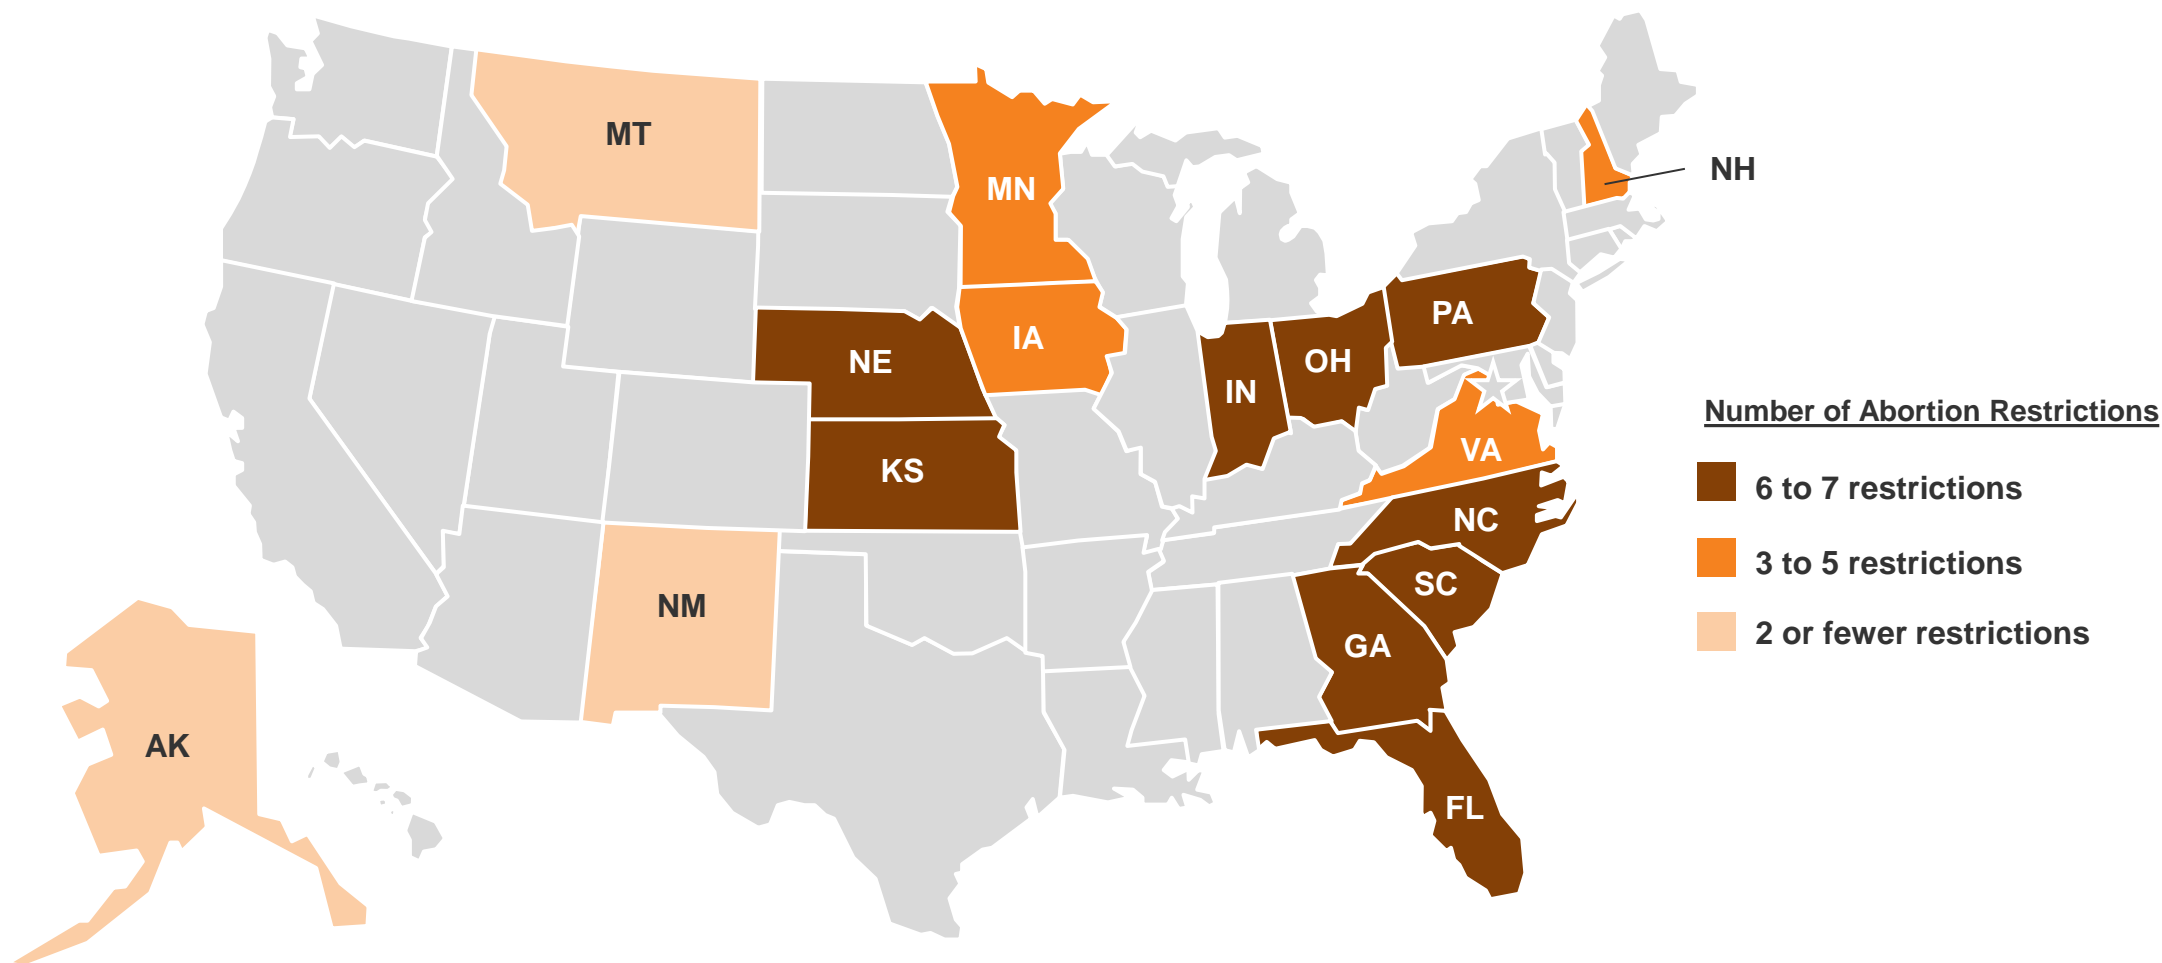 MT
MN
NH
IA
PA
NE
OH
IN
Number of Abortion Restrictions
VA
KS
6 to 7 restrictions
NC
3 to 5 restrictions
SC
NM
2 or fewer restrictions
GA
AK
FL